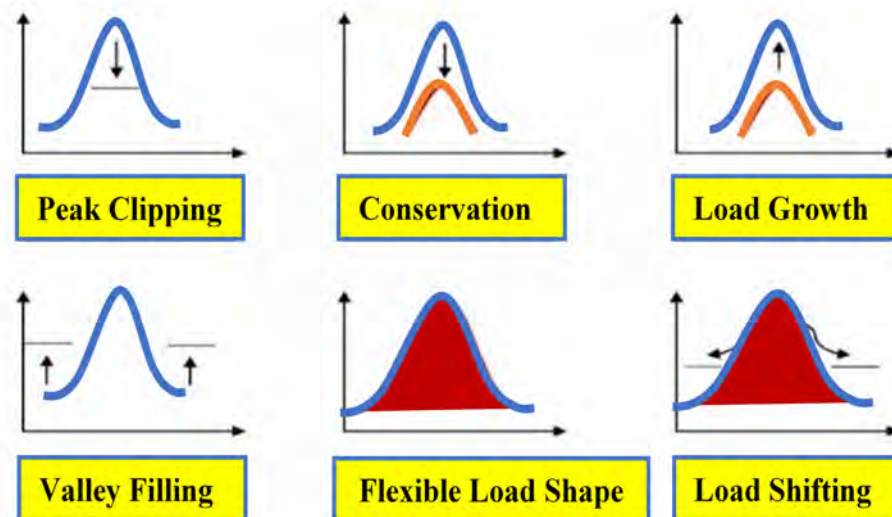 Peak Clipping
Conservation
Load Growth
Valley Filling
Flexible Load Shape
Load Shifting